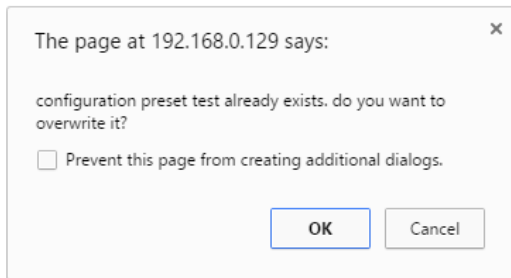 The page at 192.168.0.129 says:
configuration preset test already exists. do you want to
overwrite it?
Prevent this page from creating additional dialogs.
OK
Cancel